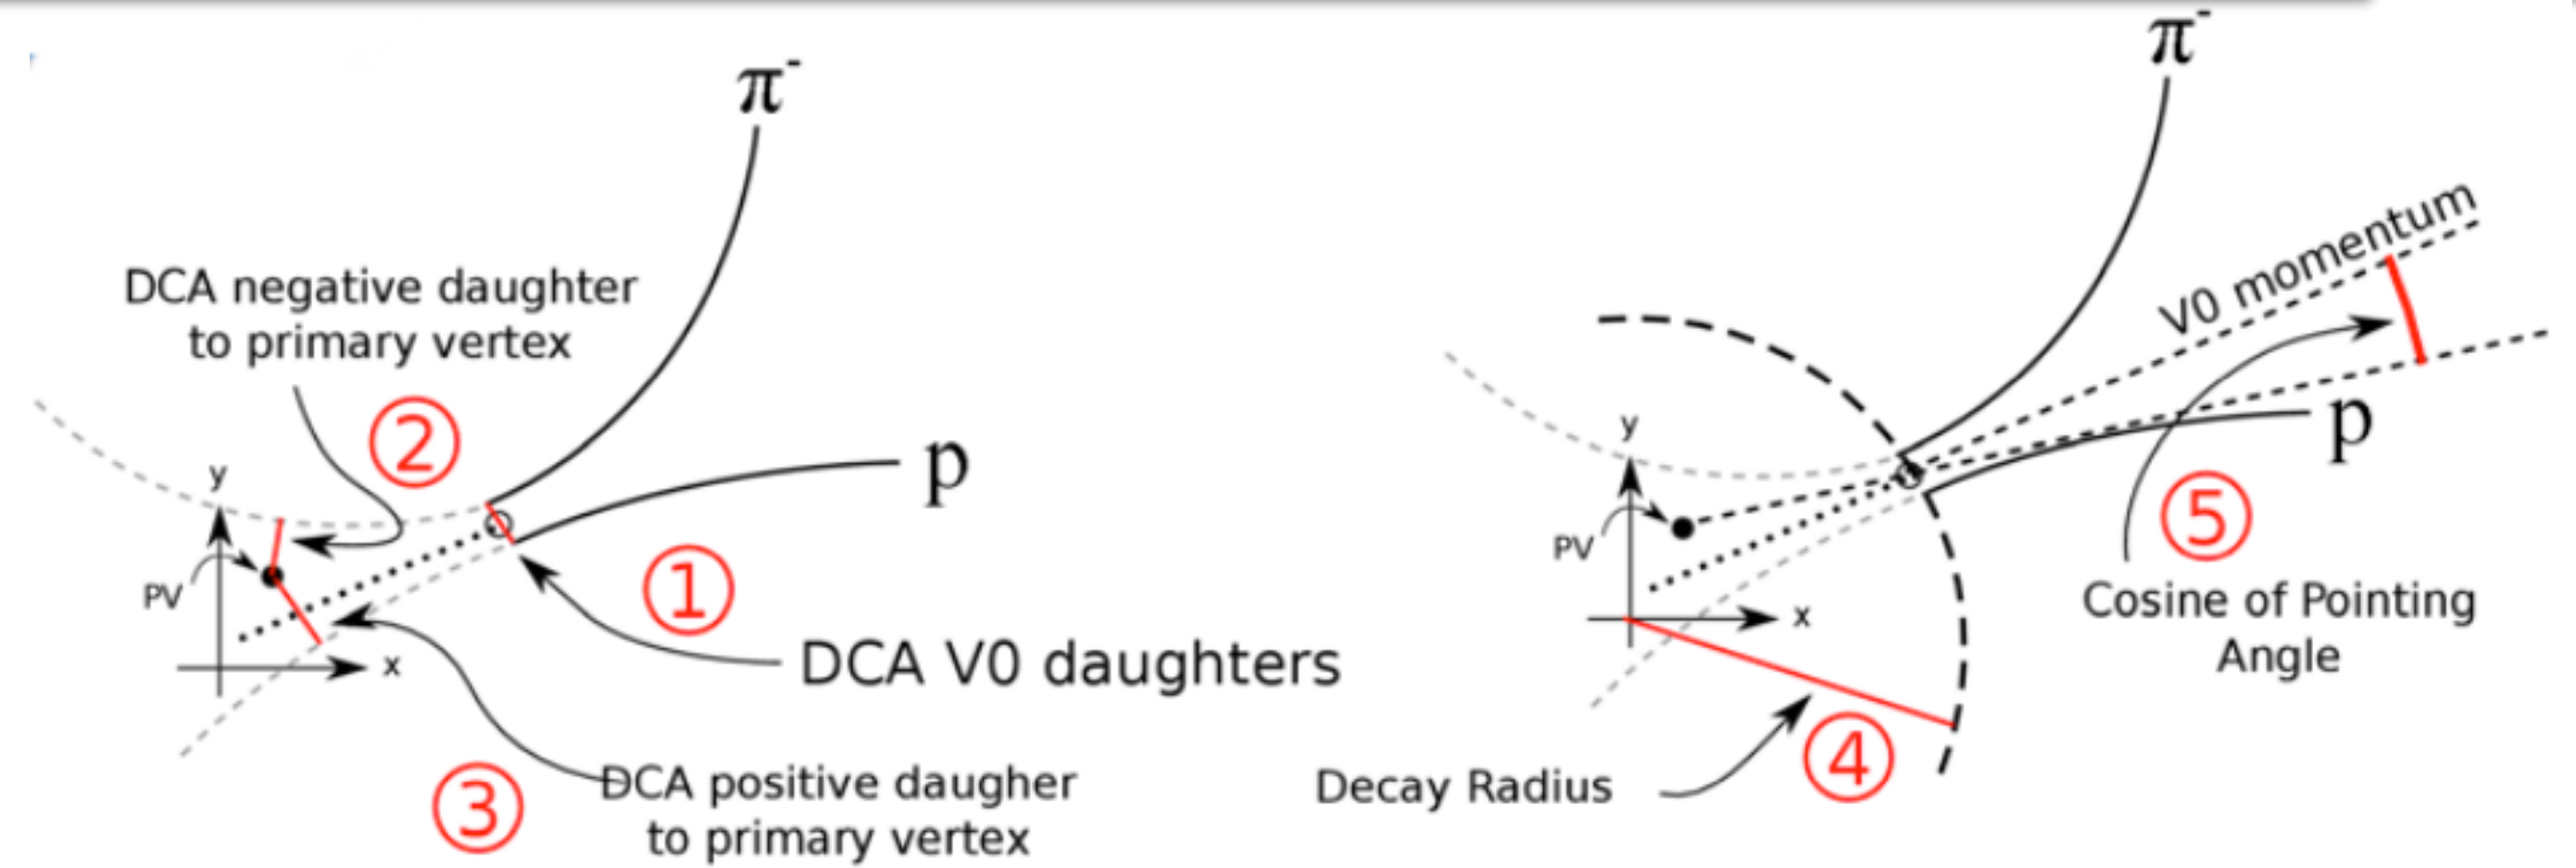 π-
DCA negative daughter
to primary vertex
②
p
y
PV
x
①
DCA V0 daughters
③
DCA positive daugher
to primary vertex
π-
V0 momentum
p
y
PV
x
⑤
Cosine of Pointing
Angle
④
Decay Radius